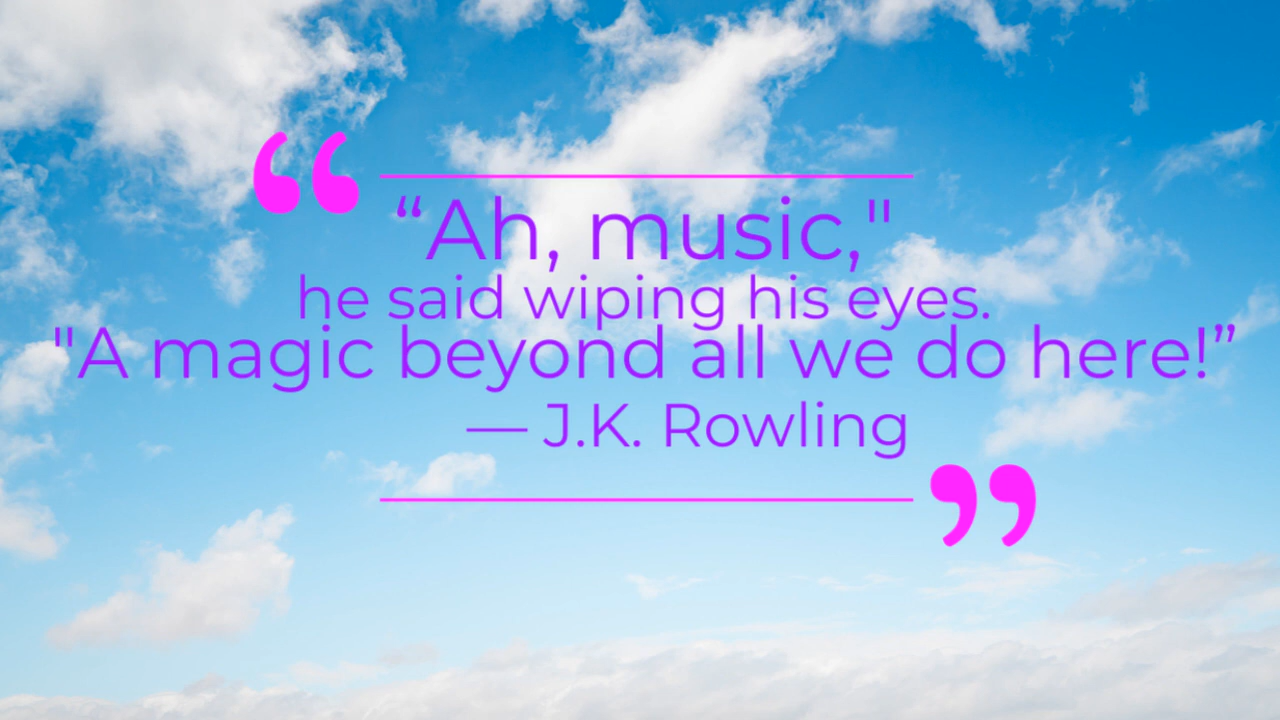 “Ah, music,"
he said wiping his eyes.
"A magic beyond all we do here!”
— J.K. Rowling